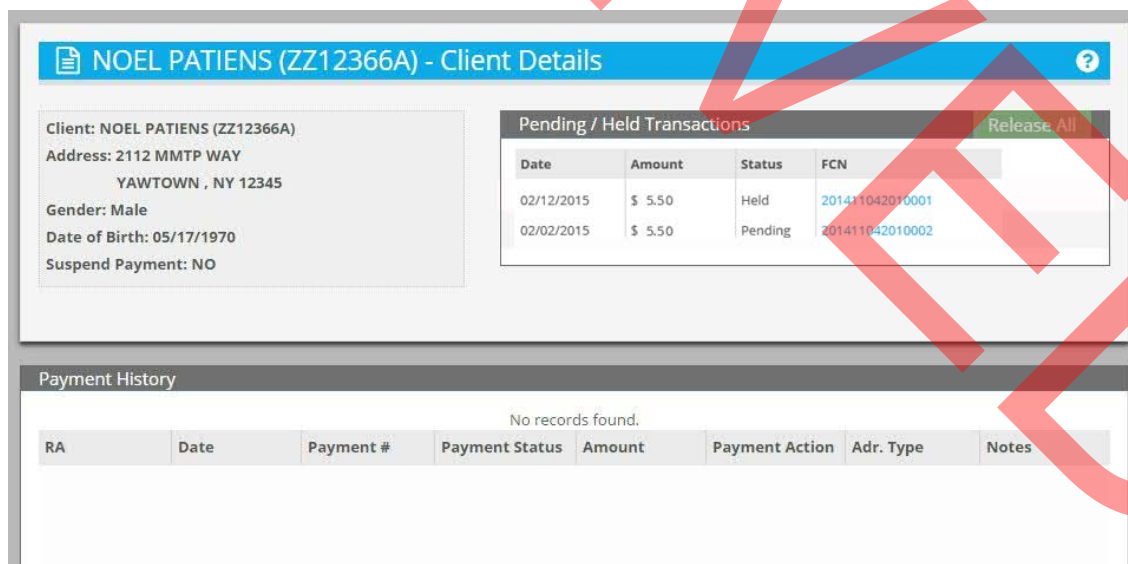 NOEL PATIENS (ZZ12366A) - Client Details ?
Client: NOEL PATIENS (ZZ12366A)
Address: 2112 MMTP WAY
YAWTOWN , NY 12345
Gender: Male
Date of Birth: 05/17/1970
Suspend Payment: NO
Pending / Held Transactions Release All
Date Amount Status FCN
02/12/2015 $ 5.50 Held 201411042010001
02/02/2015 $ 5.50 Pending 201411042010002
Payment History
No records found.
RA Date Payment # Payment Status Amount Payment Action Adr. Type Notes